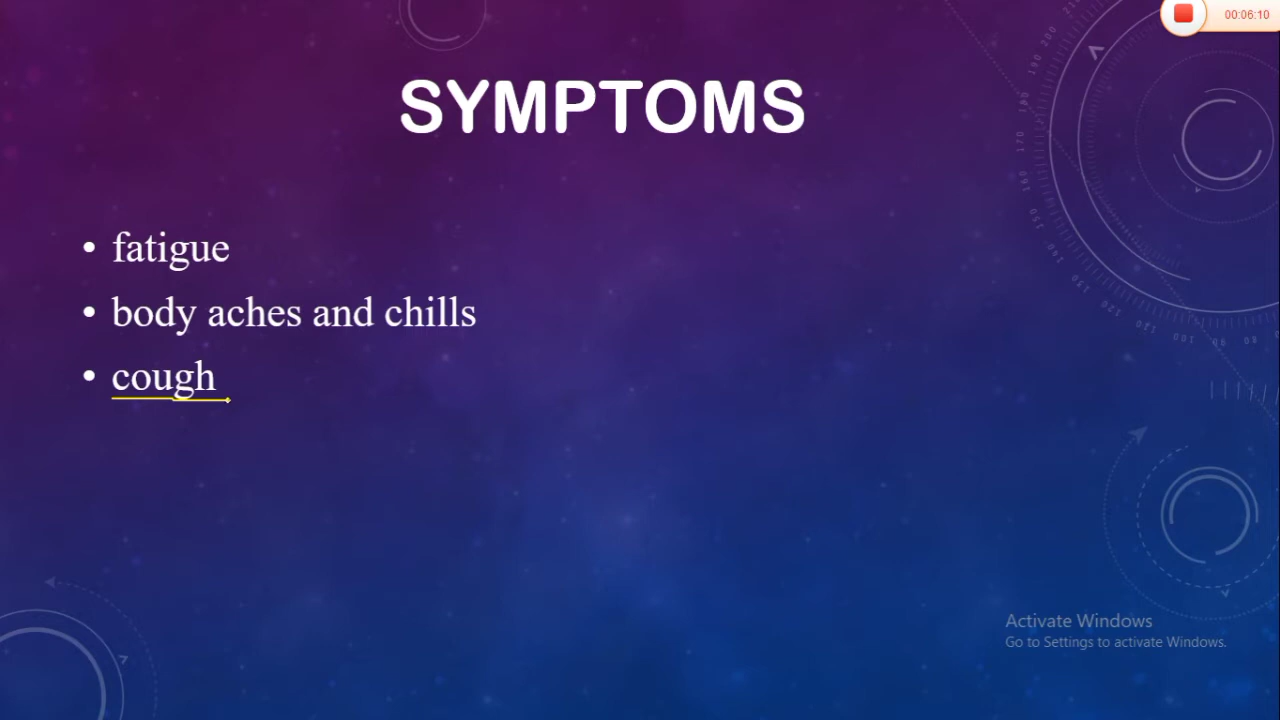 00:06:10
SYMPTOMS
• fatigue
• body aches and chills
• cough
Activate Windows
Go to Settings to activate Windows.